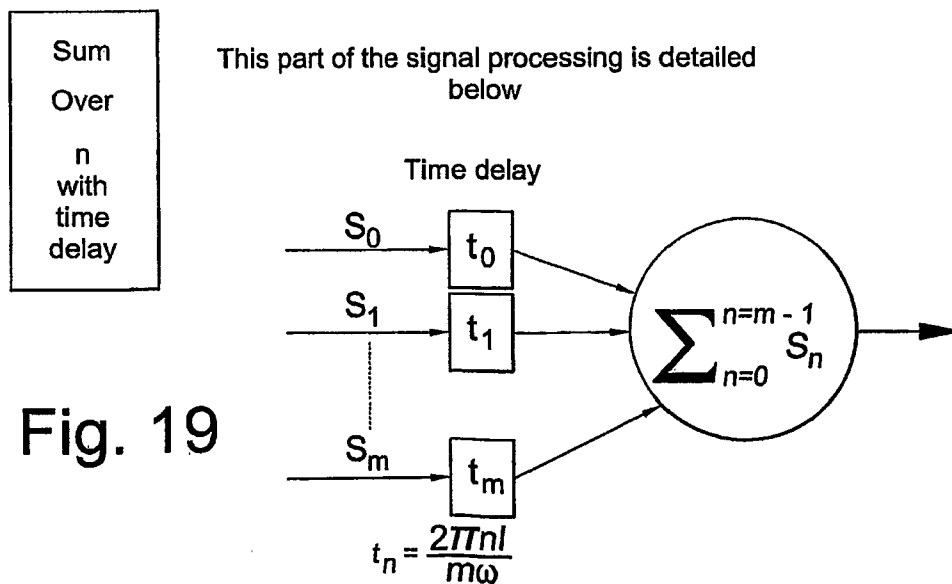 Sum
Over
n
with
time
delay
This part of the signal processing is detailed
below
Time delay
S₀
t₀
S₁
t₁
∑ n=m - 1 n=0 Sₙ
Sₘ
tₘ
tₙ = 2πnl / mω
Fig. 19